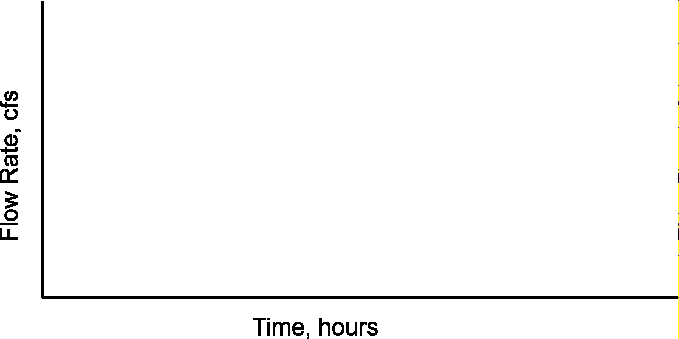 Flow Rate, cfs
Time, hours